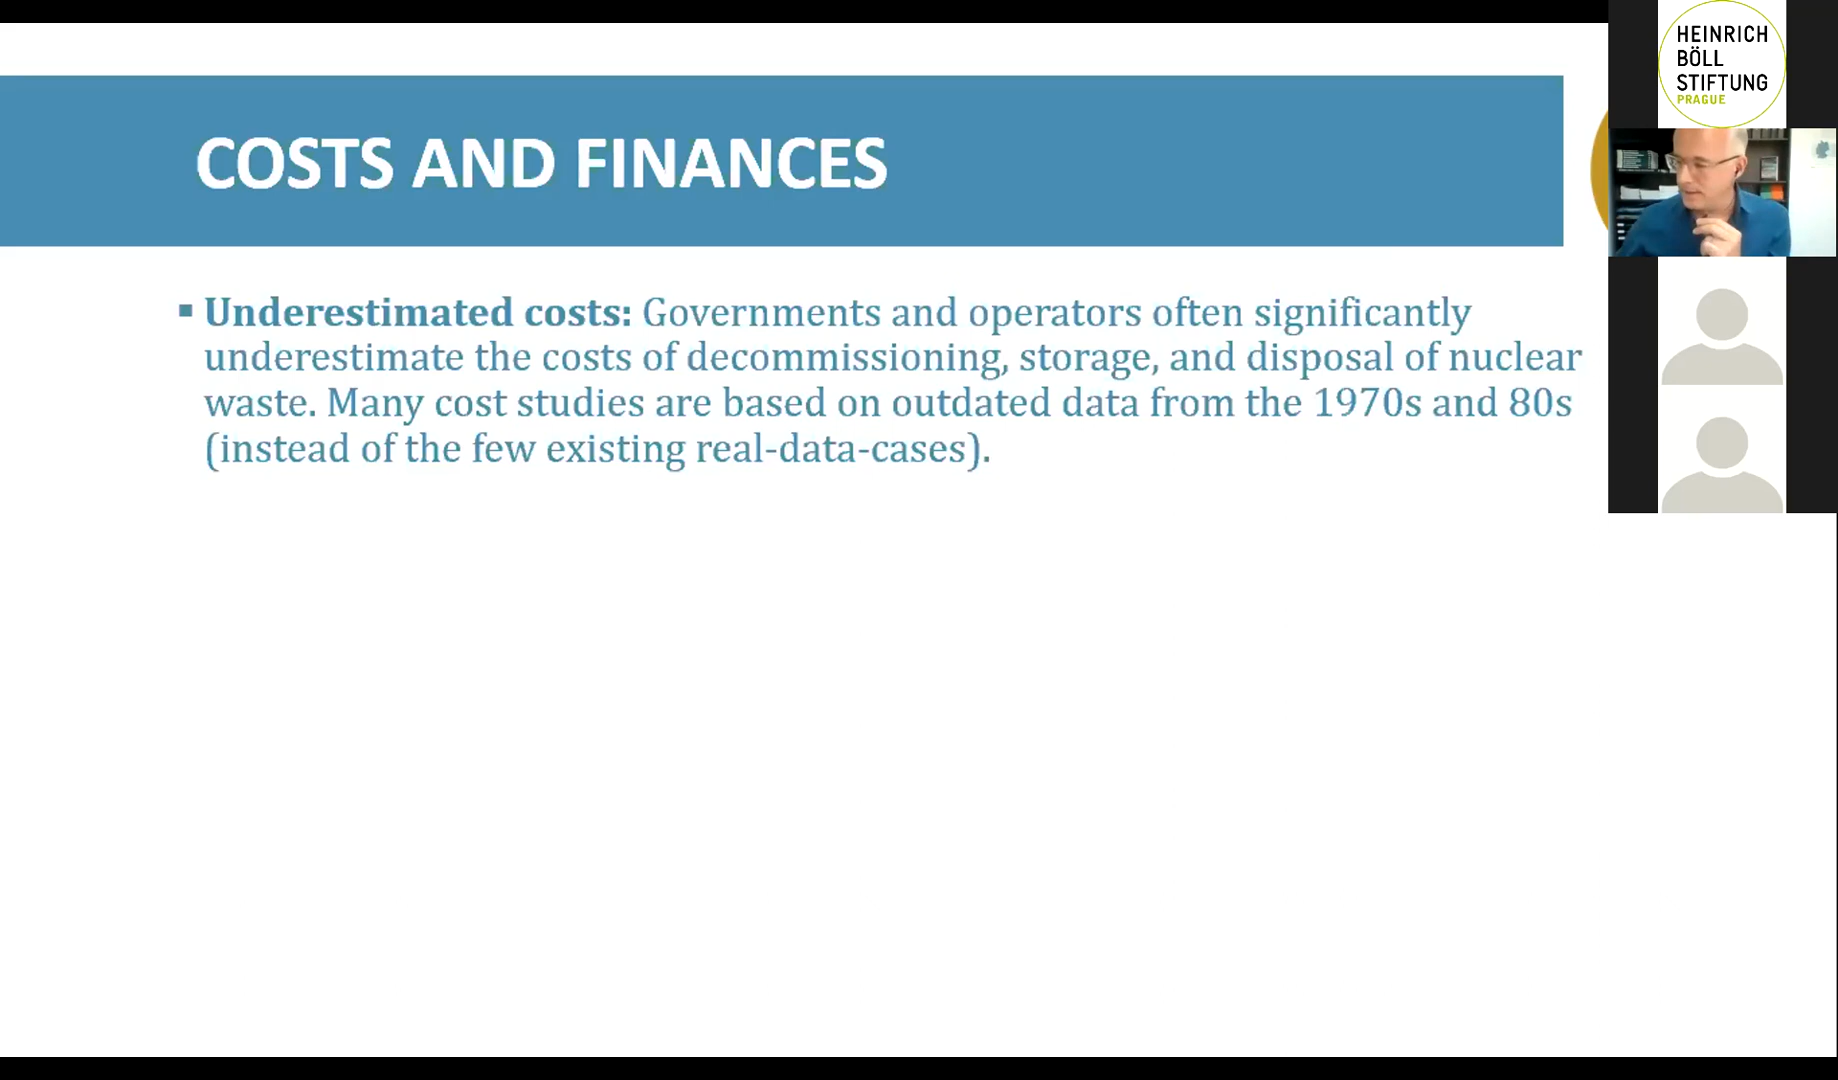 COSTS AND FINANCES
▪ Underestimated costs: Governments and operators often significantly
underestimate the costs of decommissioning, storage, and disposal of nuclear
waste. Many cost studies are based on outdated data from the 1970s and 80s
(instead of the few existing real-data-cases).
HEINRICH
BÖLL
STIFTUNG
PRAGUE